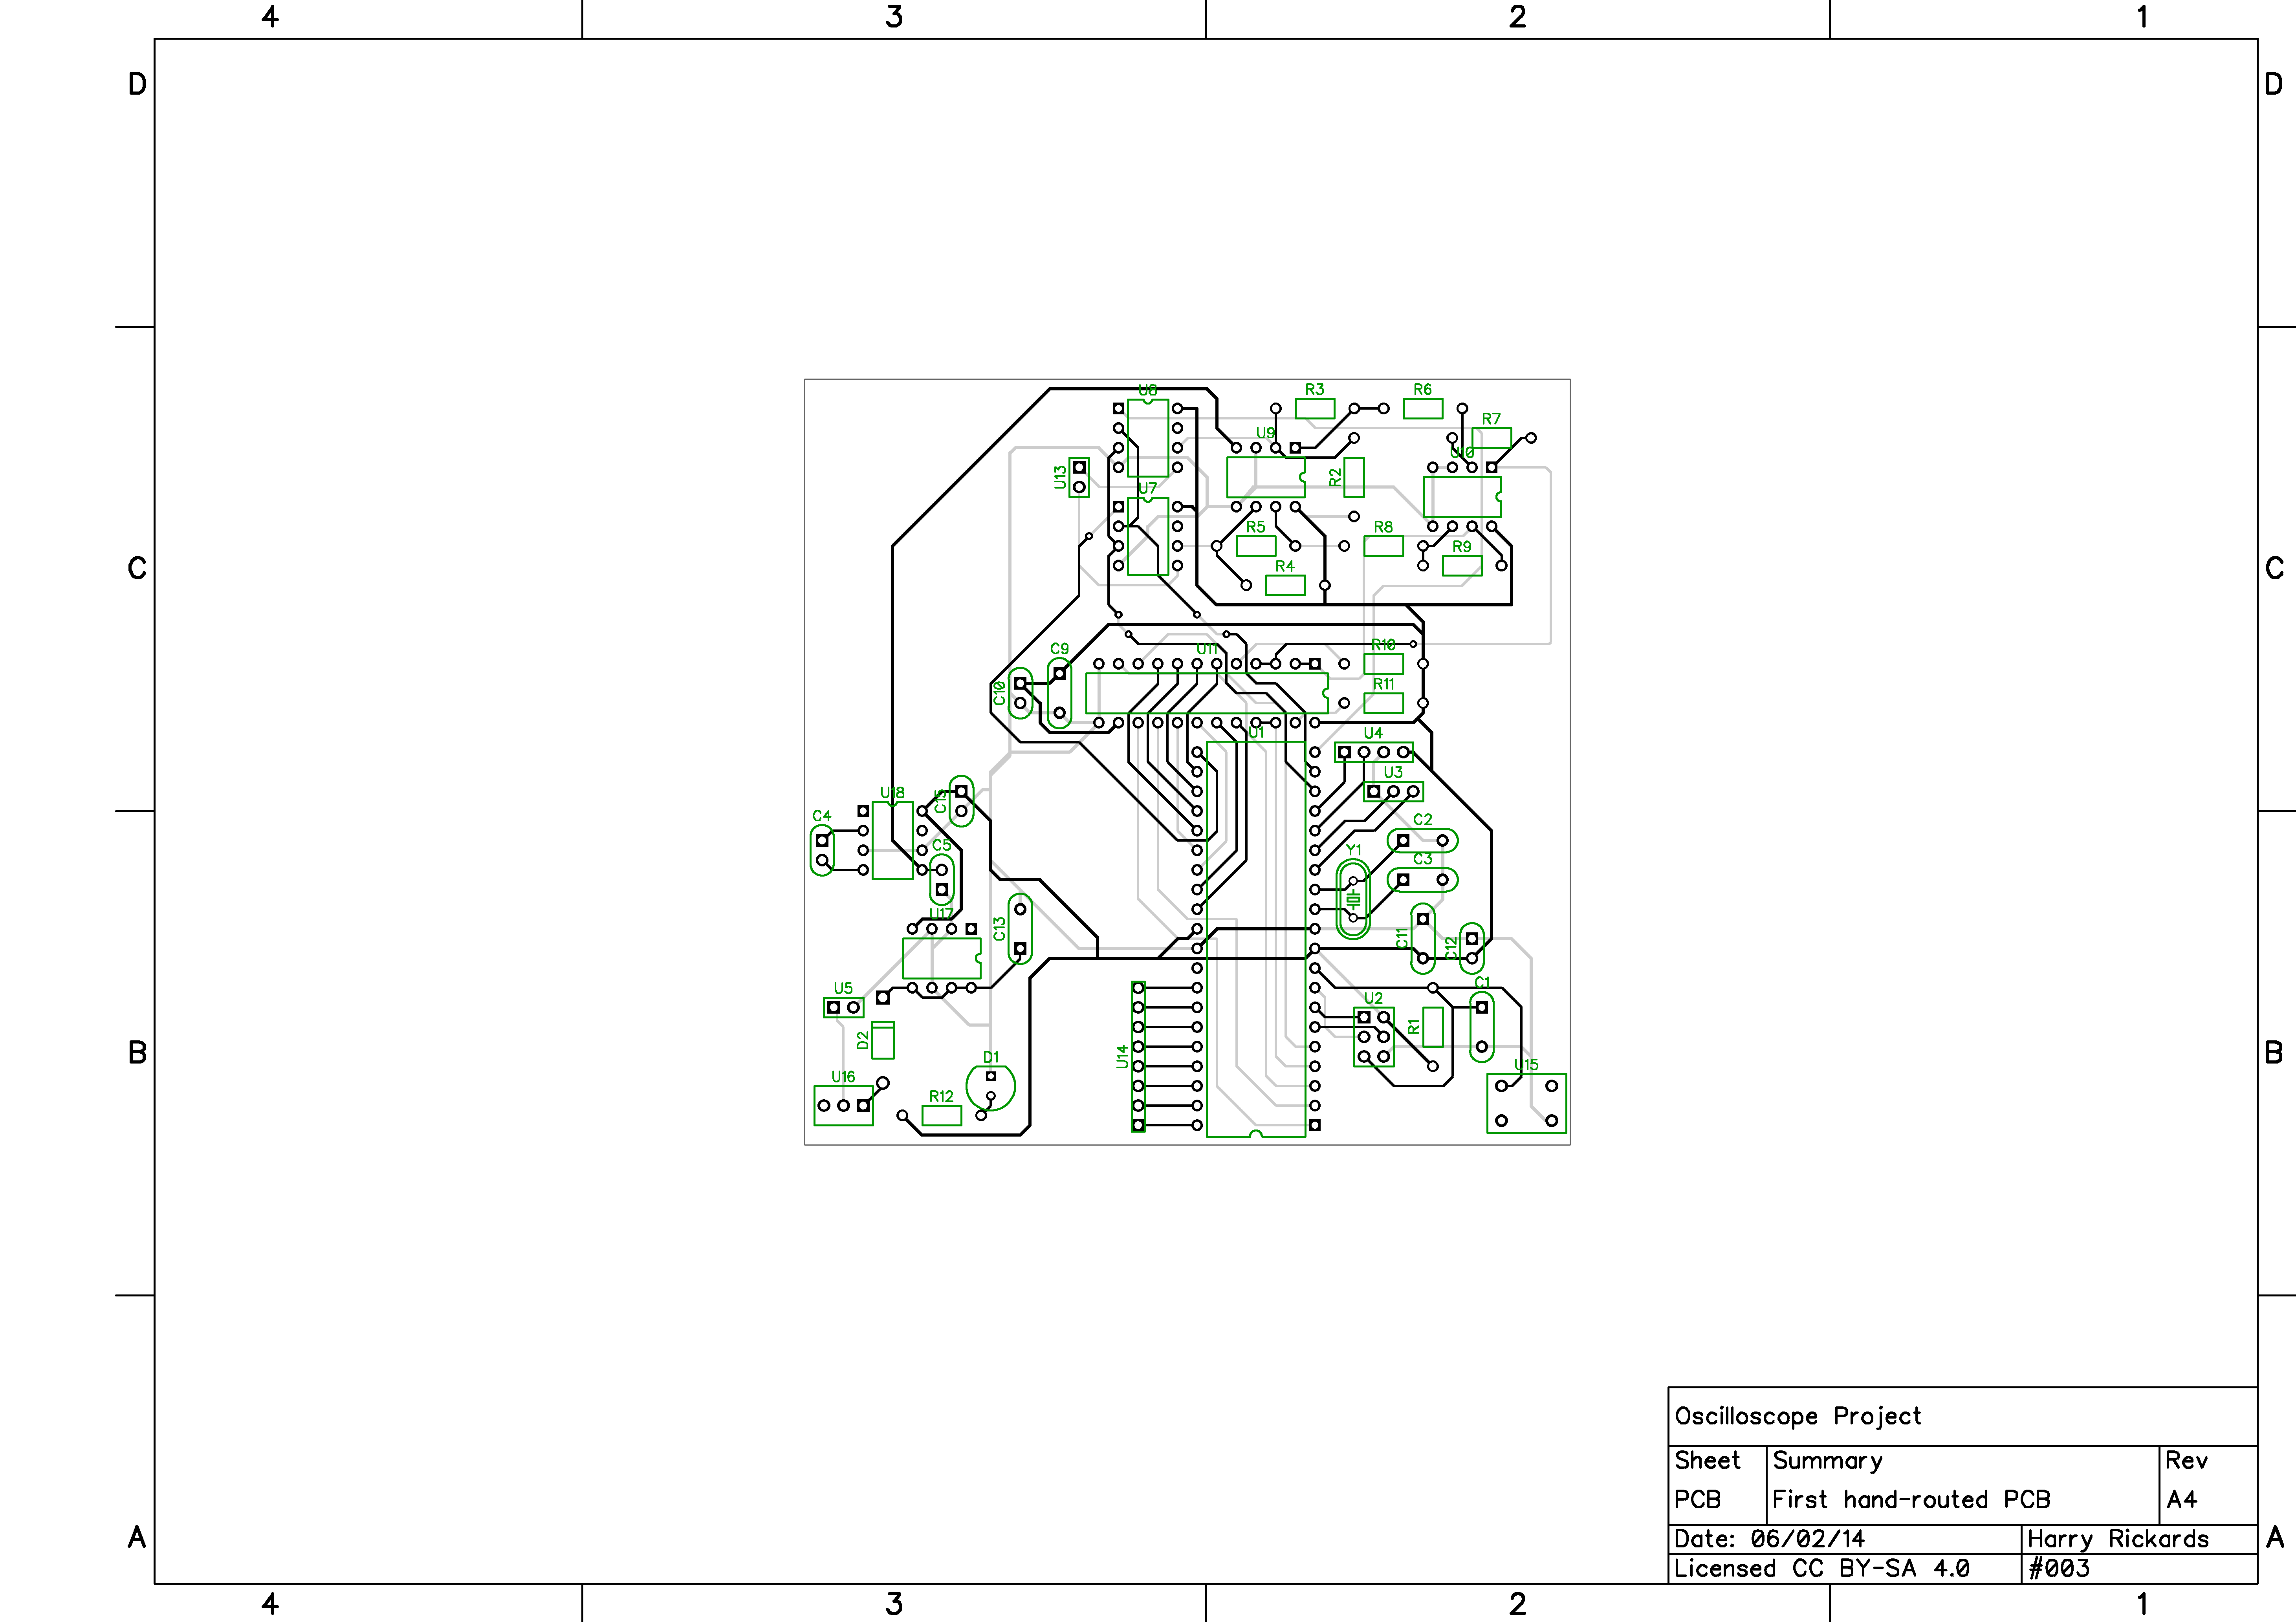 4 3 2 1
D D
U8 R3 R6
R7
U9
U10
U13 R2
U7
R5 R8
R9
R4
C9 U11 R10
C10 R11
U1 U4
U3
U18 C15
C4 C2
C5 Y1 C3
U17
C13 C11 C12
C C
U5 U2 C1
D2 R1
U14
D1 U15
U16
R12
B B
Oscilloscope Project
Sheet Summary Rev
PCB First hand-routed PCB A4
Date: 06/02/14 Harry Rickards
Licensed CC BY-SA 4.0 #003
A A
4 3 2 1